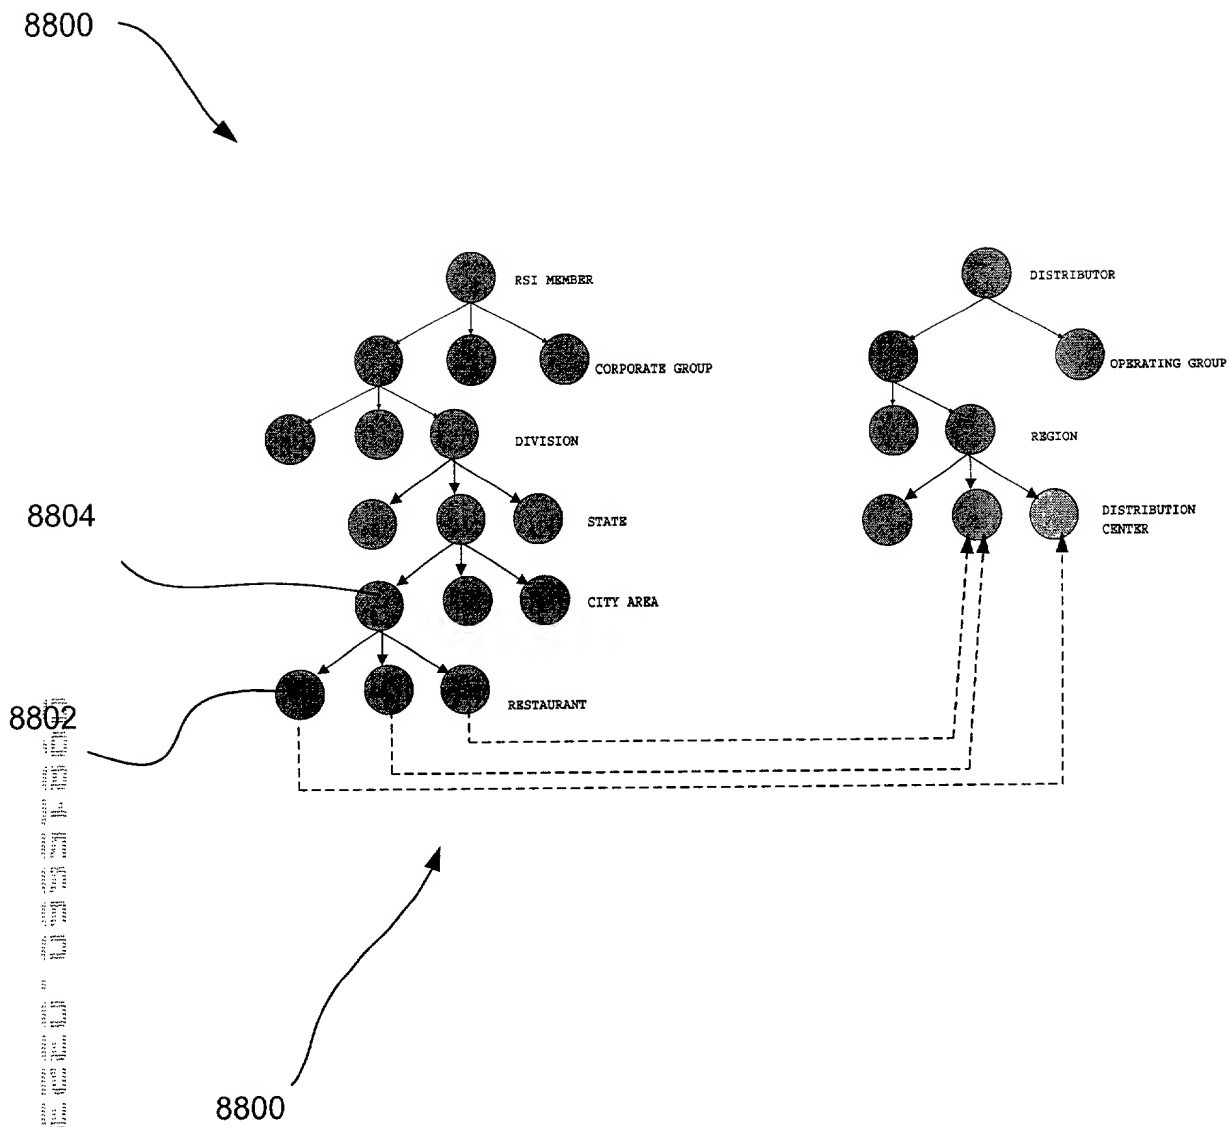 8800
RSI MEMBER
DISTRIBUTOR
CORPORATE GROUP
OPERATING GROUP
DIVISION
REGION
8804
STATE
DISTRIBUTION
CENTER
CITY AREA
RESTAURANT
8802
8800